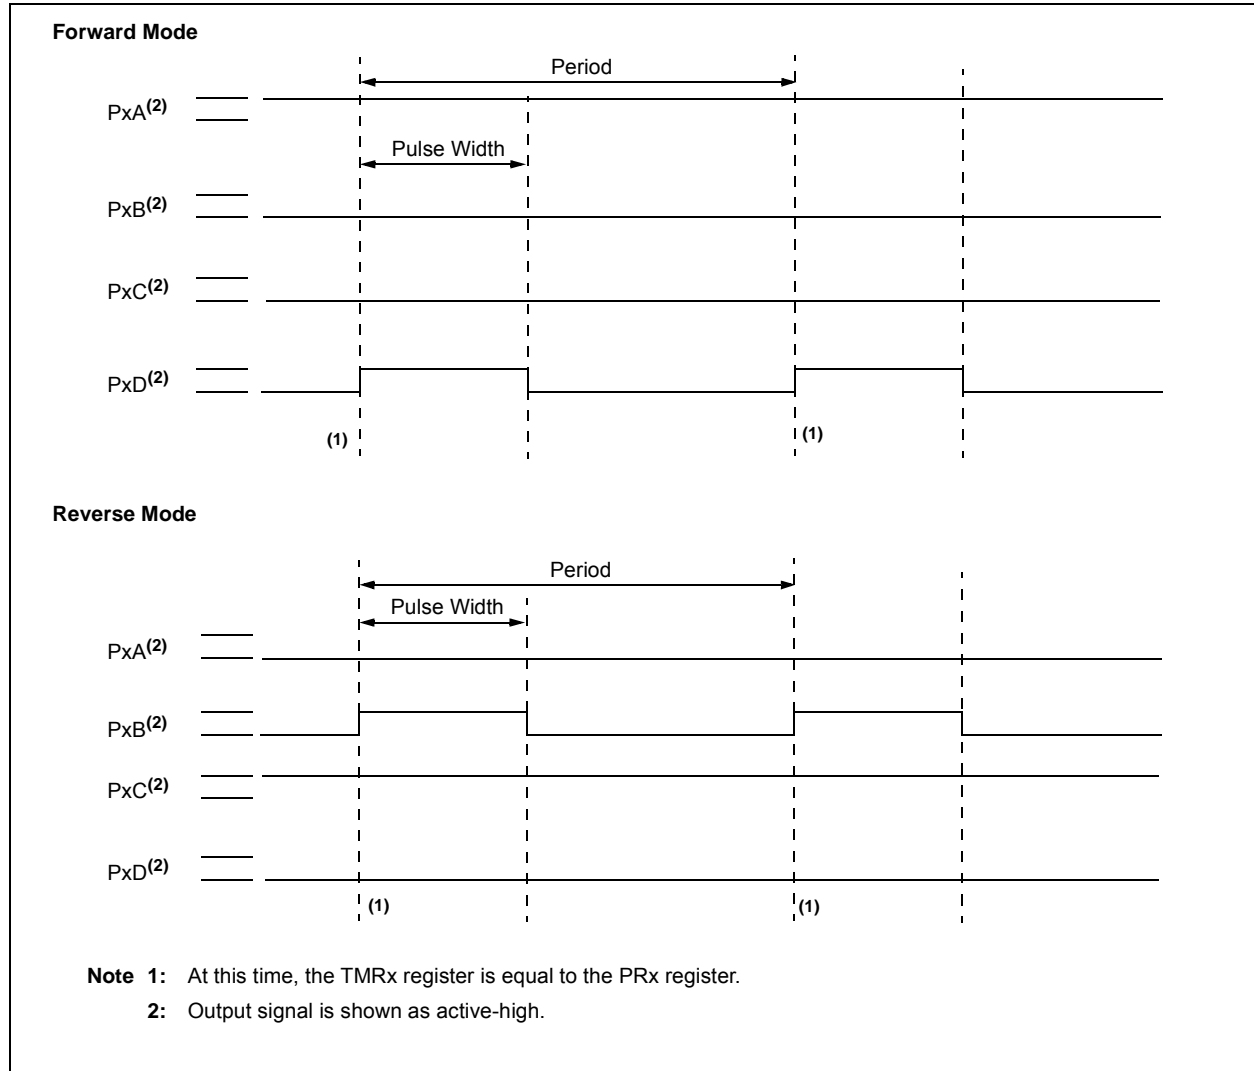 Forward Mode
Period
PxA(2)
Pulse Width
PxB(2)
PxC(2)
PxD(2)
(1)
(1)
Reverse Mode
Period
Pulse Width
PxA(2)
PxB(2)
PxC(2)
PxD(2)
(1)
(1)
Note 1: At this time, the TMRx register is equal to the PRx register.
2: Output signal is shown as active-high.